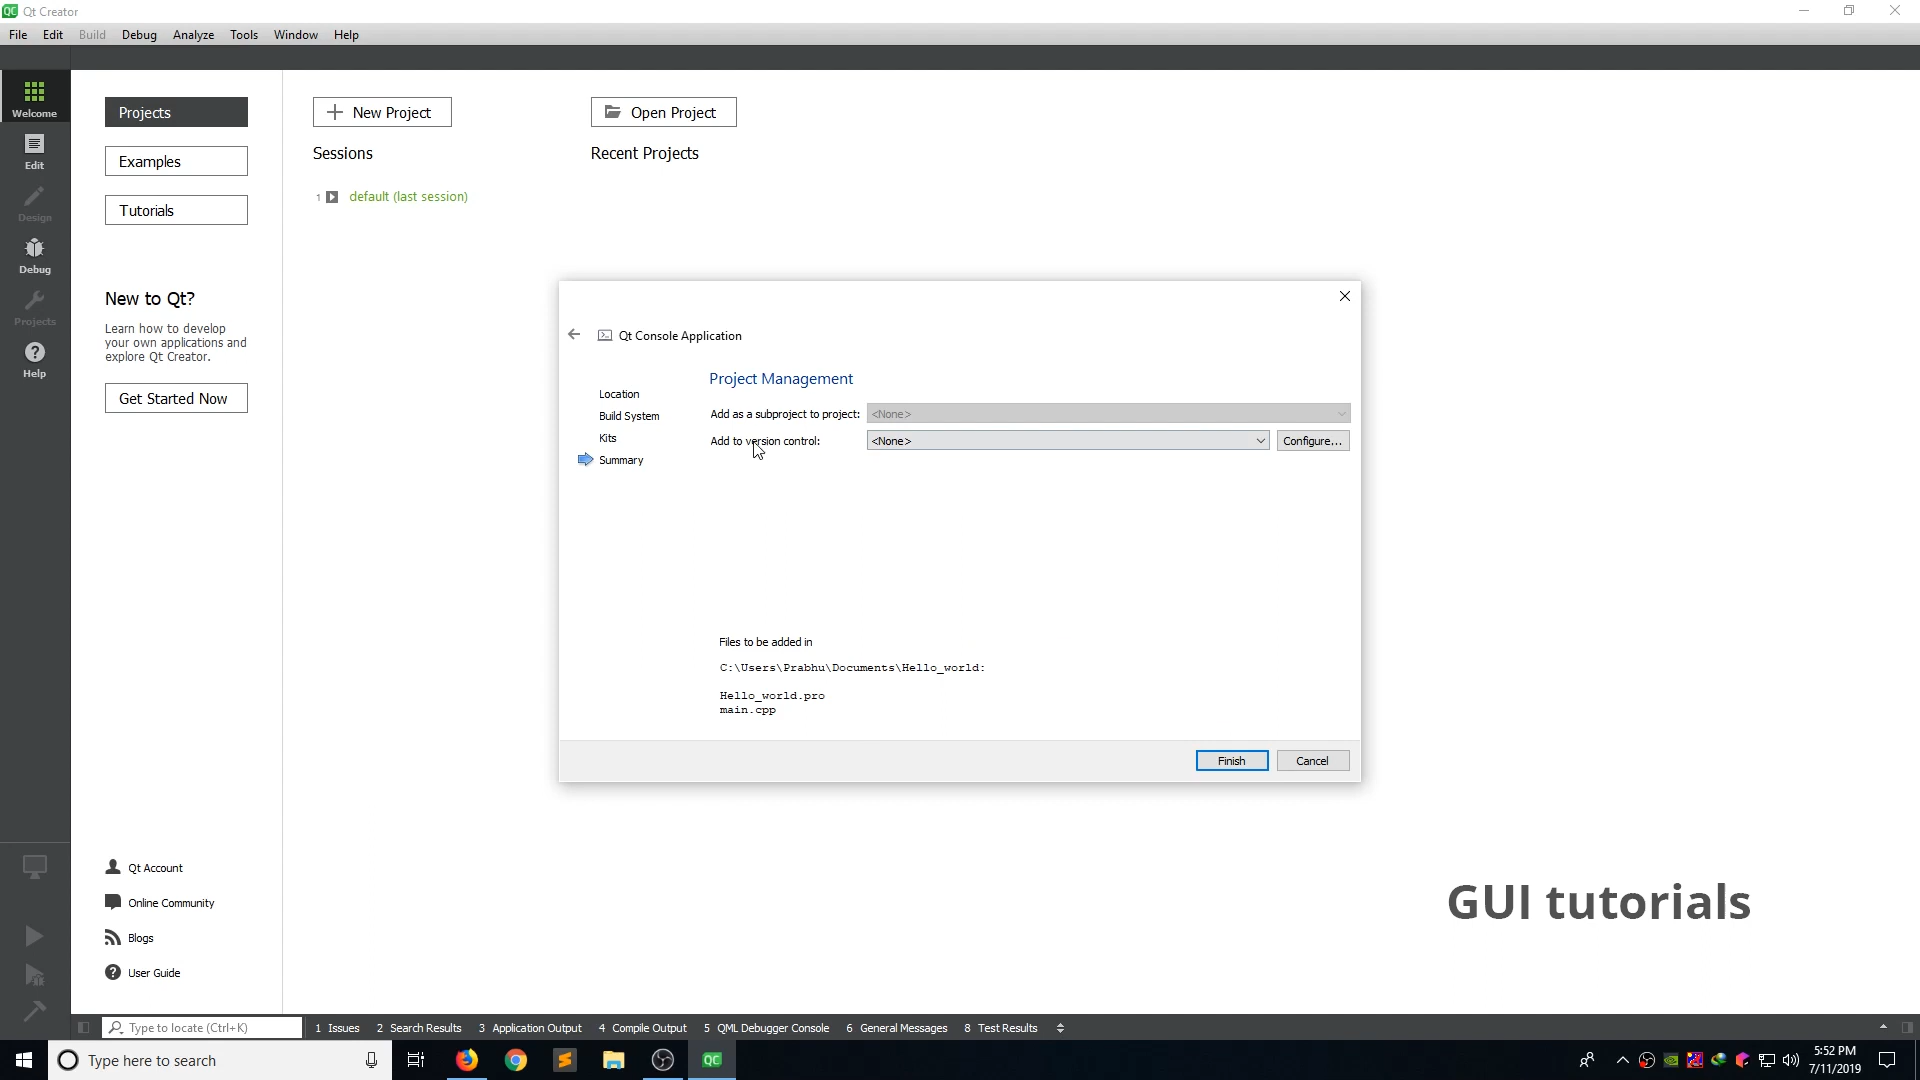 Qt Creator
File Edit Build Debug Analyze Tools Window Help
Welcome
Edit
Design
Debug
Projects
Help
Projects
Examples
Tutorials
New to Qt?
Learn how to develop
your own applications and
explore Qt Creator.
Get Started Now
Qt Account
Online Community
Blogs
User Guide
New Project
Open Project
Sessions
Recent Projects
1 default (last session)
Qt Console Application
Location
Build System
Kits
Summary
Project Management
Add as a subproject to project: <None>
Add to version control: <None> Configure...
Files to be added in
C:\Users\Prabhu\Documents\Hello_world:
Hello_world.pro
main.cpp
Finish Cancel
GUI tutorials
Type to locate (Ctrl+K) 1 Issues 2 Search Results 3 Application Output 4 Compile Output 5 QML Debugger Console 6 General Messages 8 Test Results
Type here to search
QC
5:52 PM
7/11/2019